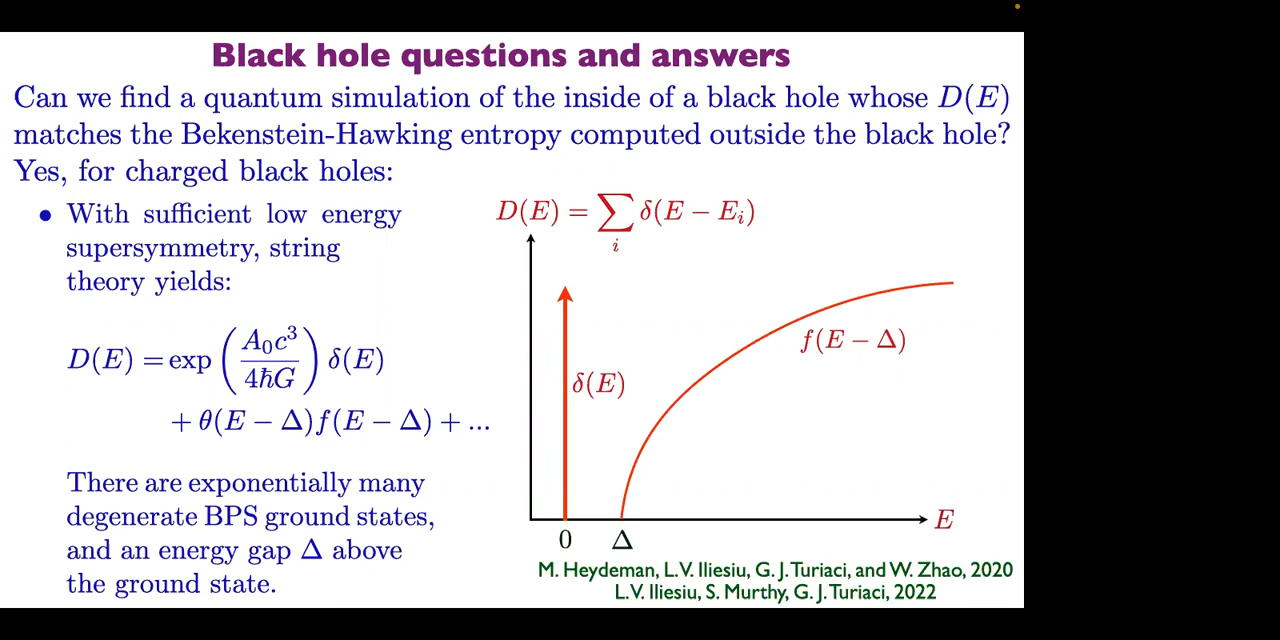 Black hole questions and answers
Can we find a quantum simulation of the inside of a black hole whose D(E)
matches the Bekenstein-Hawking entropy computed outside the black hole?
Yes, for charged black holes:
• With sufficient low energy
supersymmetry, string
theory yields:
D(E) = exp (A₀c³ / 4ħG) δ(E)
+ θ(E − Δ)f(E − Δ) + ...
There are exponentially many
degenerate BPS ground states,
and an energy gap Δ above
the ground state.
D(E) = ∑ᵢ δ(E − Eᵢ)
f(E − Δ)
δ(E)
E
0 Δ
M. Heydeman, L.V. Iliesiu, G. J. Turiaci, and W. Zhao, 2020
L.V. Iliesiu, S. Murthy, G. J. Turiaci, 2022